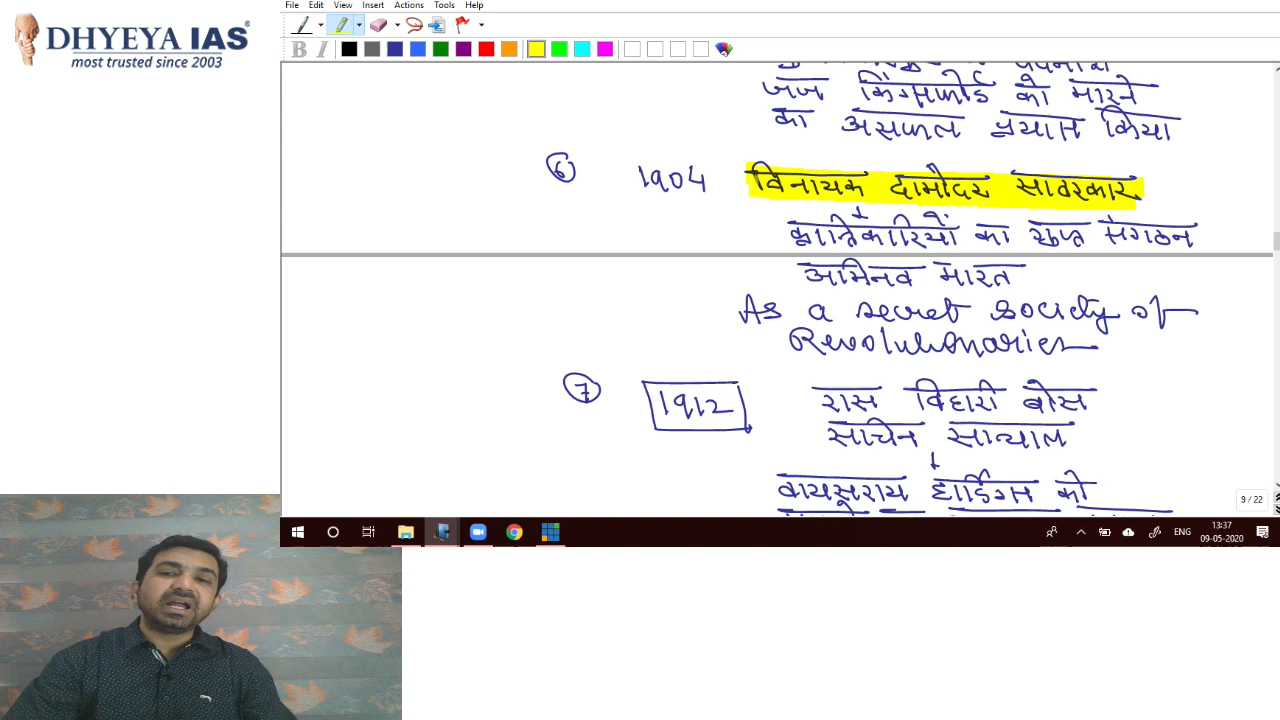 DHYEYA IAS®
most trusted since 2003
File Edit View Insert Actions Tools Help
B I
जज किंग्सफोर्ड को मारने
का असफल प्रयास किया
6 1904 विनायक दामोदर सावरकार
क्रान्तिकारियों का गुप्त संगठन
अभिनव भारत
As a secret society of
Revolutionaries
7 1912 रास विहारी बोस
सचिन सान्याल
वायसराय हार्डिंग्स को
9 / 22
ENG
13:37
09-05-2020